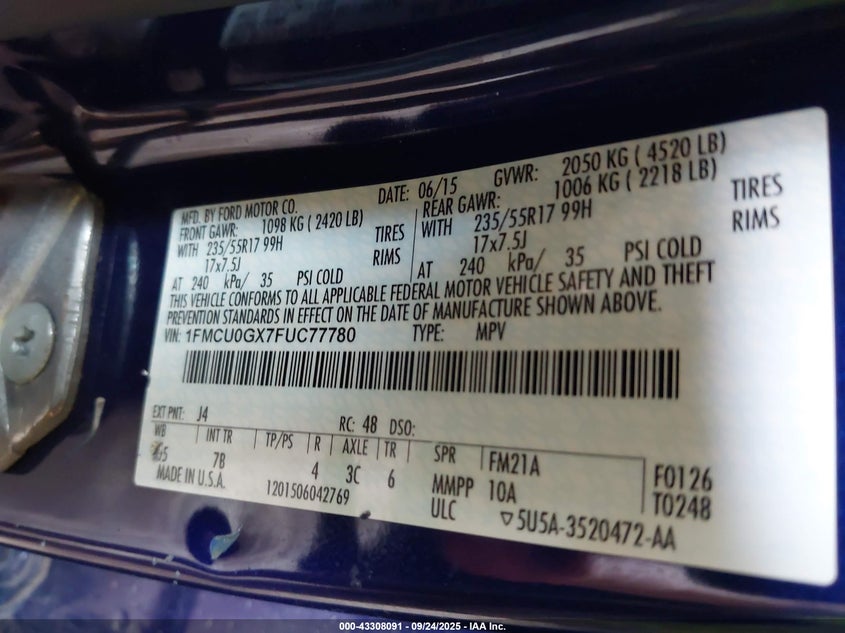 MFD. BY FORD MOTOR CO.
DATE: 06/15
GVWR: 2050 KG ( 4520 LB)
FRONT GAWR: 1098 KG ( 2420 LB)
WITH 235/55R17 99H TIRES
17x7.5J RIMS
AT 240 kPa/ 35 PSI COLD
REAR GAWR: 1006 KG ( 2218 LB)
WITH 235/55R17 99H TIRES
17x7.5J RIMS
AT 240 kPa/ 35 PSI COLD
THIS VEHICLE CONFORMS TO ALL APPLICABLE FEDERAL MOTOR VEHICLE SAFETY AND THEFT
PREVENTION STANDARDS IN EFFECT ON THE DATE OF MANUFACTURE SHOWN ABOVE.
VIN: 1FMCU0GX7FUC77780 TYPE: MPV
EXT PNT: J4 RC: 48 DSO:
WB INT TR TP/PS R AXLE TR SPR FM21A
7B 4 3C 6 MMPP 10A F0126
MADE IN U.S.A. 1201506042769 ULC T0248
▽5U5A-3520472-AA
000-43308091 - 09/24/2025 - IAA Inc.